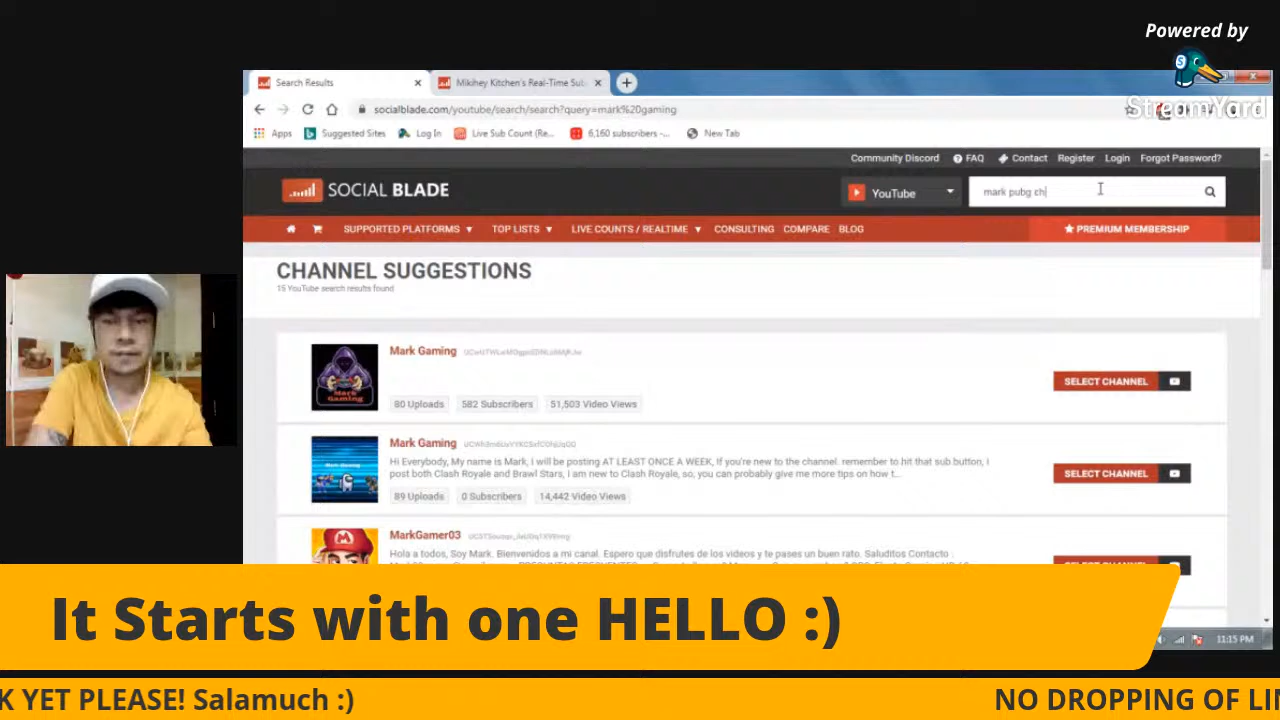 Powered by
StreamYard
Search Results
Mikihey Kitchen's Real-Time Sub
socialblade.com/youtube/search/search?query=mark%20gaming
Apps
Suggested Sites
Log In
Live Sub Count (Re...
6,160 subscribers -...
New Tab
Community Discord
FAQ
Contact
Register
Login
Forgot Password?
SOCIAL BLADE
YouTube
mark pubg ch
SUPPORTED PLATFORMS
TOP LISTS
LIVE COUNTS / REALTIME
CONSULTING
COMPARE
BLOG
PREMIUM MEMBERSHIP
CHANNEL SUGGESTIONS
15 YouTube search results found
Mark Gaming
80 Uploads
582 Subscribers
51,503 Video Views
SELECT CHANNEL
Mark Gaming
Hi Everybody, My name is Mark, I will be posting AT LEAST ONCE A WEEK, If you're new to the channel. remember to hit that sub button, I
post both Clash Royale and Brawl Stars, I am new to Clash Royale, so, you can probably give me more tips on how t...
89 Uploads
0 Subscribers
14,442 Video Views
SELECT CHANNEL
MarkGamer03
Hola a todos, Soy Mark. Bienvenidos a mi canal. Espero que disfrutes de los videos y te pases un buen rato. Saluditos Contacto .
It Starts with one HELLO :)
11:15 PM
K YET PLEASE! Salamuch :)
NO DROPPING OF LIN